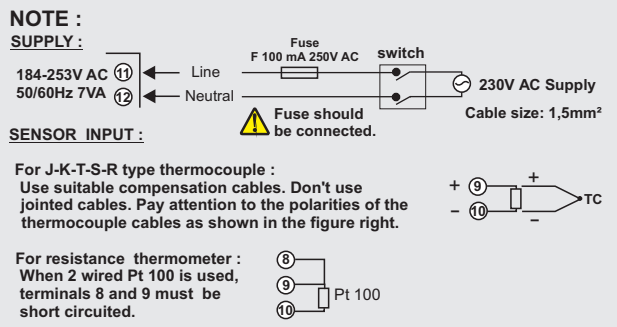 NOTE :
SUPPLY :
184-253V AC 11
50/60Hz 7VA 12
Line
Neutral
Fuse
F 100 mA 250V AC
switch
230V AC Supply
Cable size: 1,5mm²
Fuse should
be connected.
SENSOR INPUT :
For J-K-T-S-R type thermocouple :
Use suitable compensation cables. Don't use
jointed cables. Pay attention to the polarities of the
thermocouple cables as shown in the figure right.
+ 9 +
TC
- 10 -
For resistance thermometer :
When 2 wired Pt 100 is used,
terminals 8 and 9 must be
short circuited.
8
9
Pt 100
10